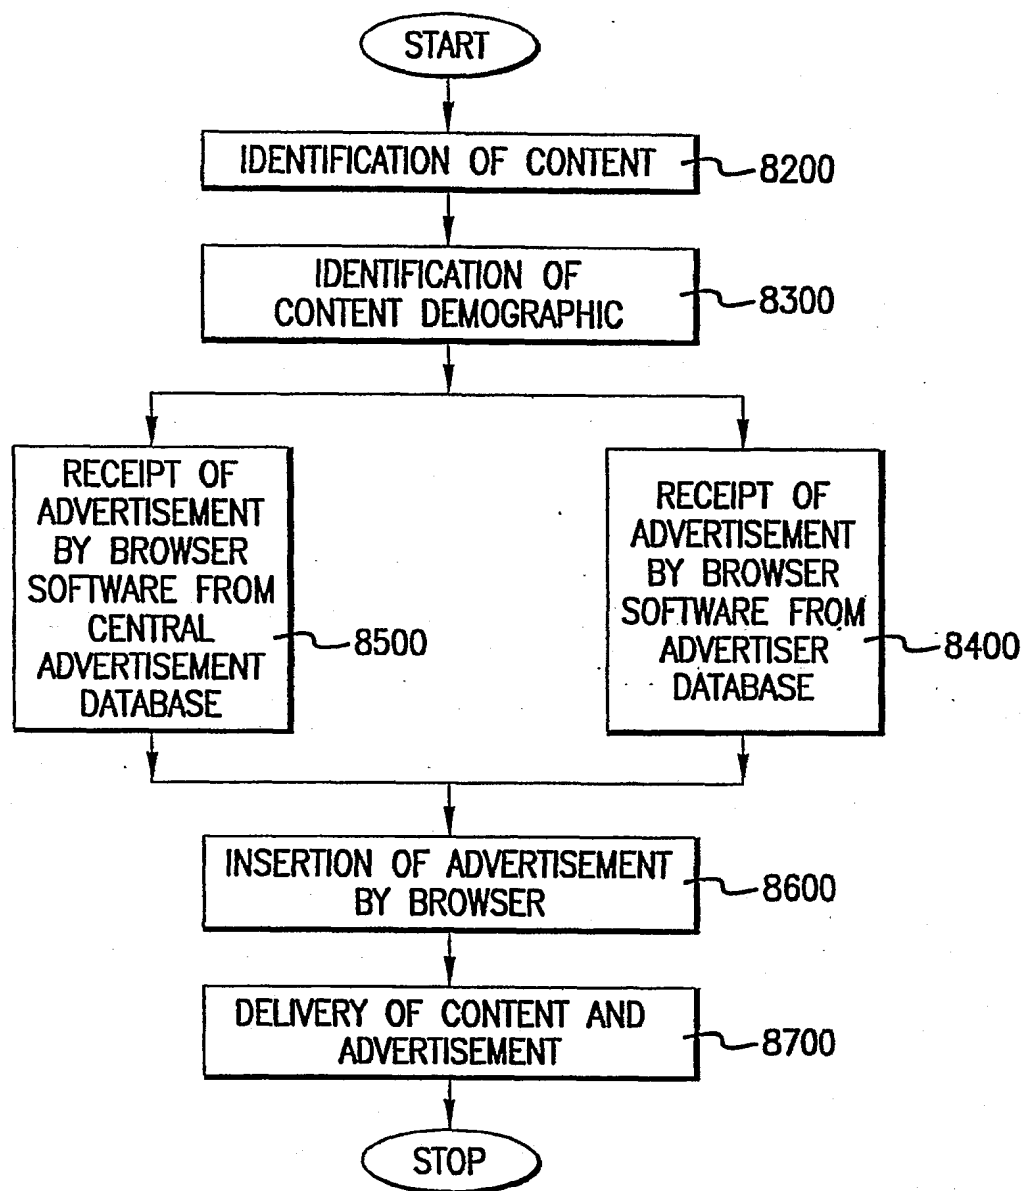 START
IDENTIFICATION OF CONTENT
8200
IDENTIFICATION OF
CONTENT DEMOGRAPHIC
8300
RECEIPT OF
ADVERTISEMENT
BY BROWSER
SOFTWARE FROM
CENTRAL
ADVERTISEMENT
DATABASE
8500
RECEIPT OF
ADVERTISEMENT
BY BROWSER
SOFTWARE FROM
ADVERTISER
DATABASE
8400
INSERTION OF ADVERTISEMENT
BY BROWSER
8600
DELIVERY OF CONTENT AND
ADVERTISEMENT
8700
STOP